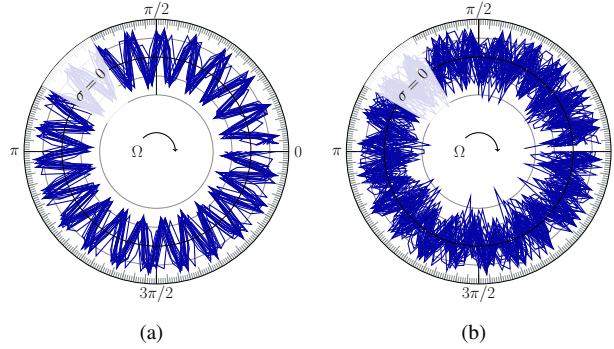 π/2 π/2
σ = 0 σ = 0
π Ω 0 π Ω
3π/2 3π/2
(a) (b)